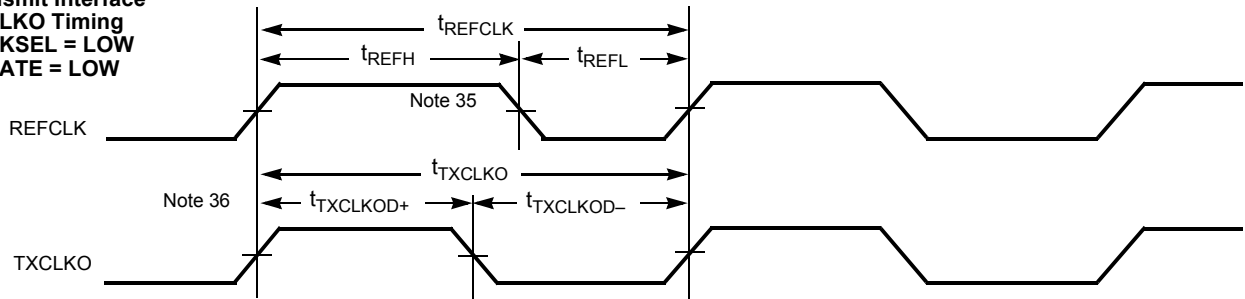 LKO Timing
KSEL = LOW
ATE = LOW
tREFCLK
tREFH
tREFL
Note 35
REFCLK
tTXCLKO
Note 36
tTXCLKOD+
tTXCLKOD–
TXCLKO